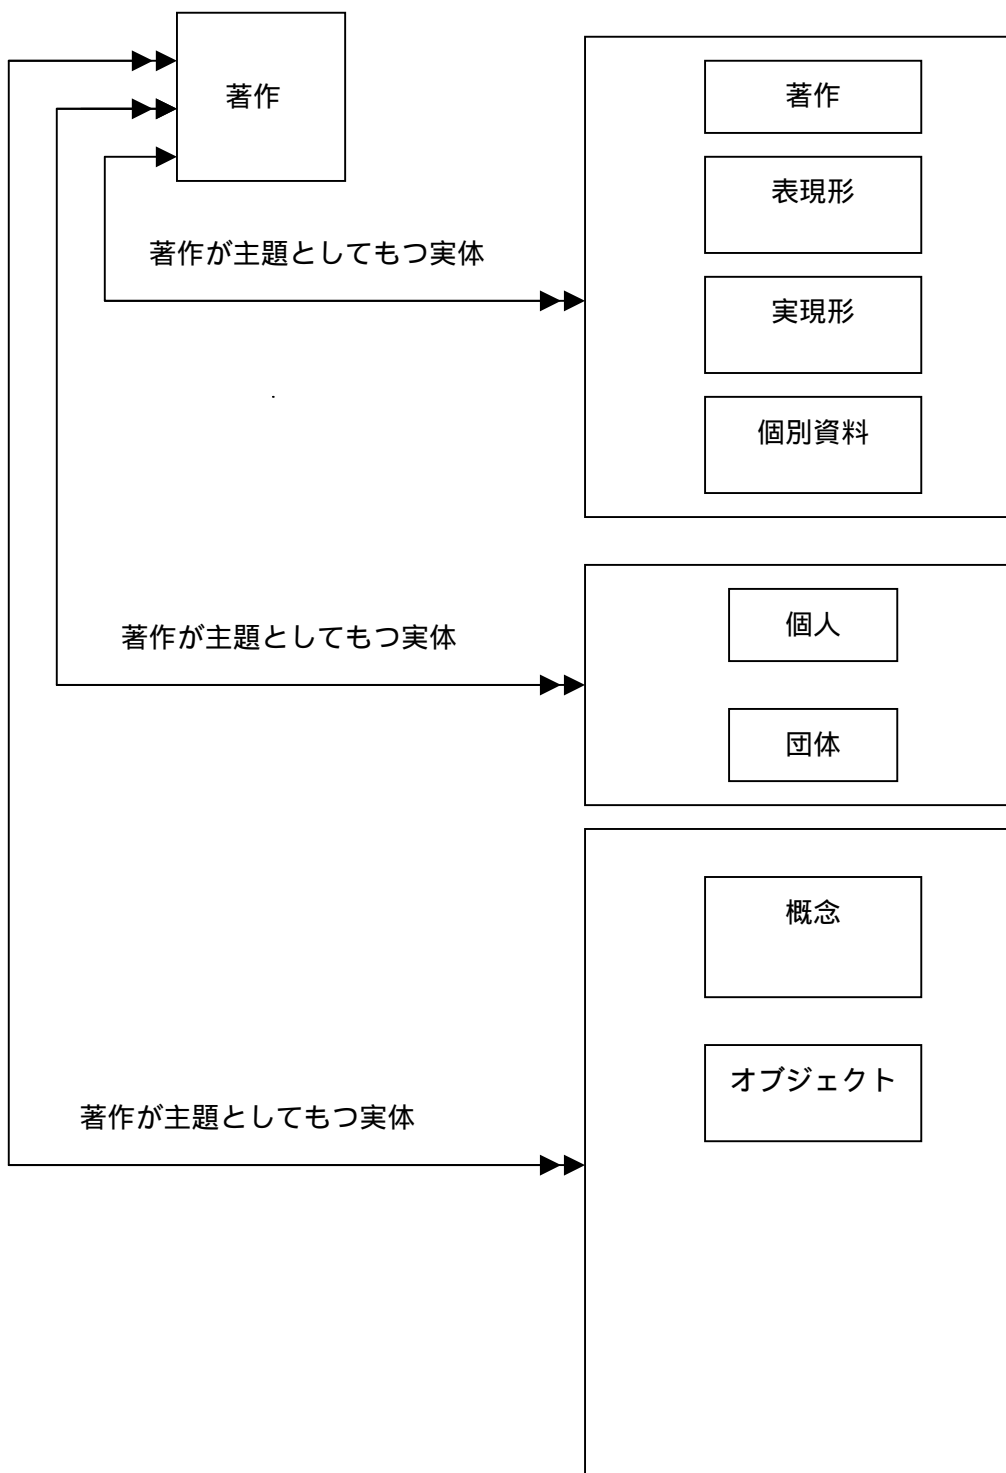 著作
著作
表現形
著作が主題としてもつ実体
実現形
個別資料
著作が主題としてもつ実体
個人
団体
概念
オブジェクト
著作が主題としてもつ実体